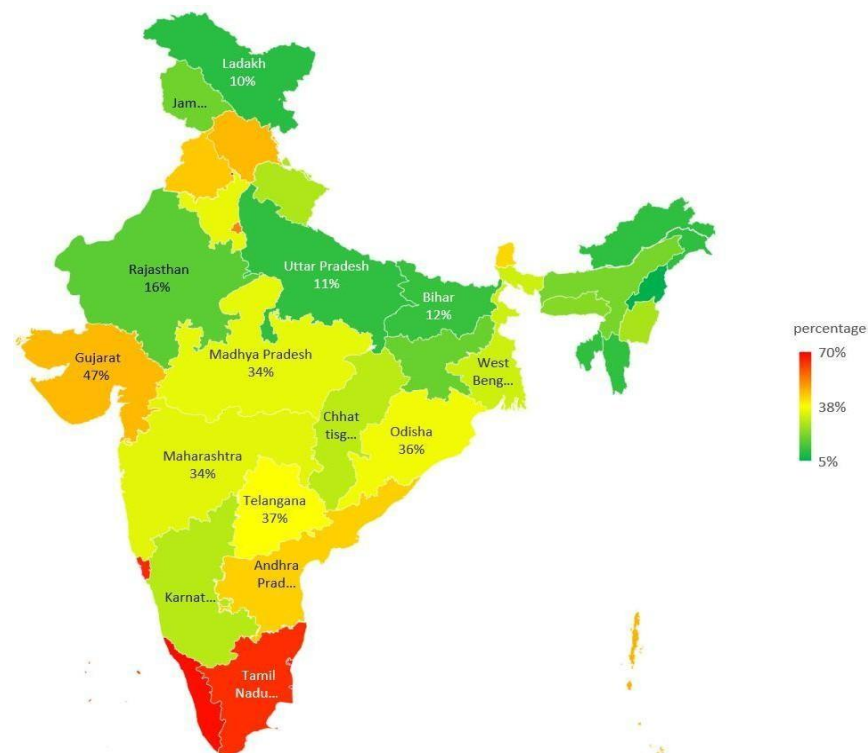 Ladakh
10%
Jam...
Rajasthan
16%
Uttar Pradesh
11%
Bihar
12%
percentage
70%
38%
5%
Gujarat
47%
Madhya Pradesh
34%
West
Beng...
Chhat
tisg...
Odisha
36%
Maharashtra
34%
Telangana
37%
Andhra
Prad...
Karnat...
Tamil
Nadu...